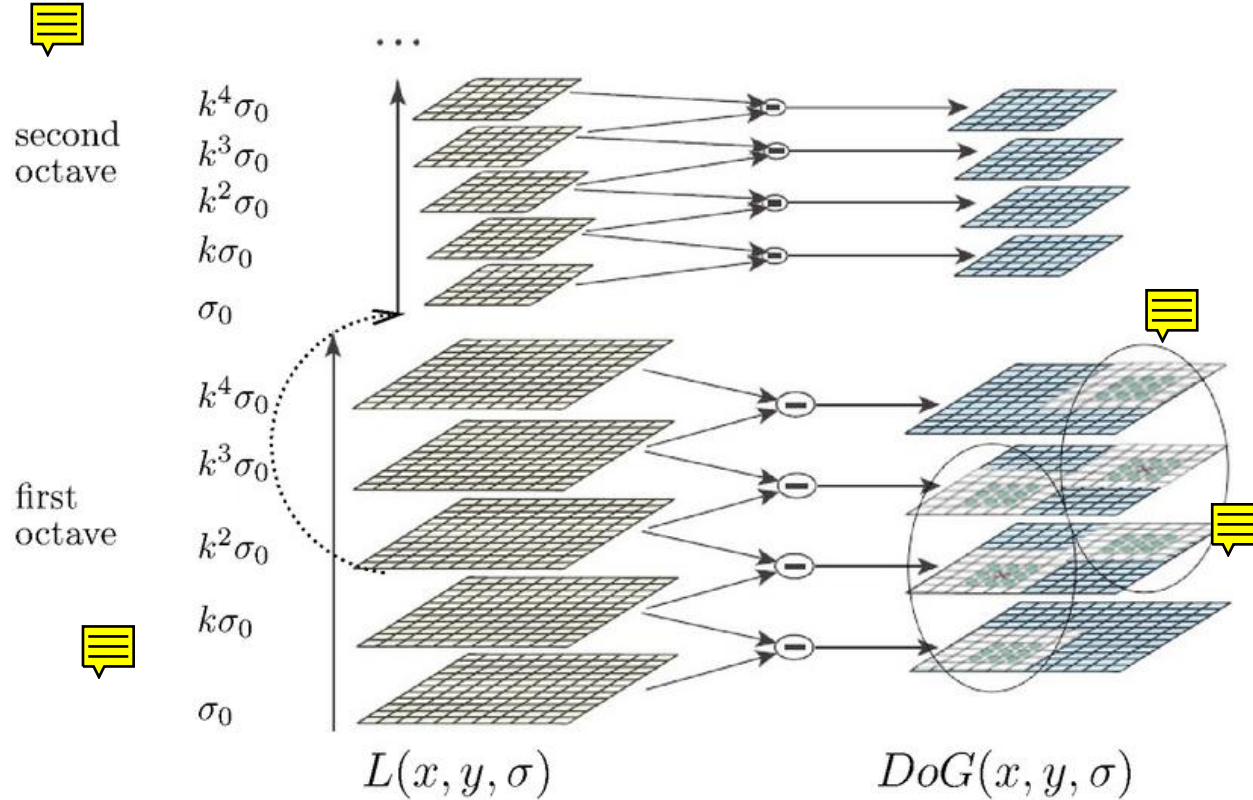 ...
k⁴σ₀
second
octave
k³σ₀
k²σ₀
kσ₀
σ₀
k⁴σ₀
k³σ₀
first
octave
k²σ₀
kσ₀
σ₀
L(x, y, σ)
DoG(x, y, σ)